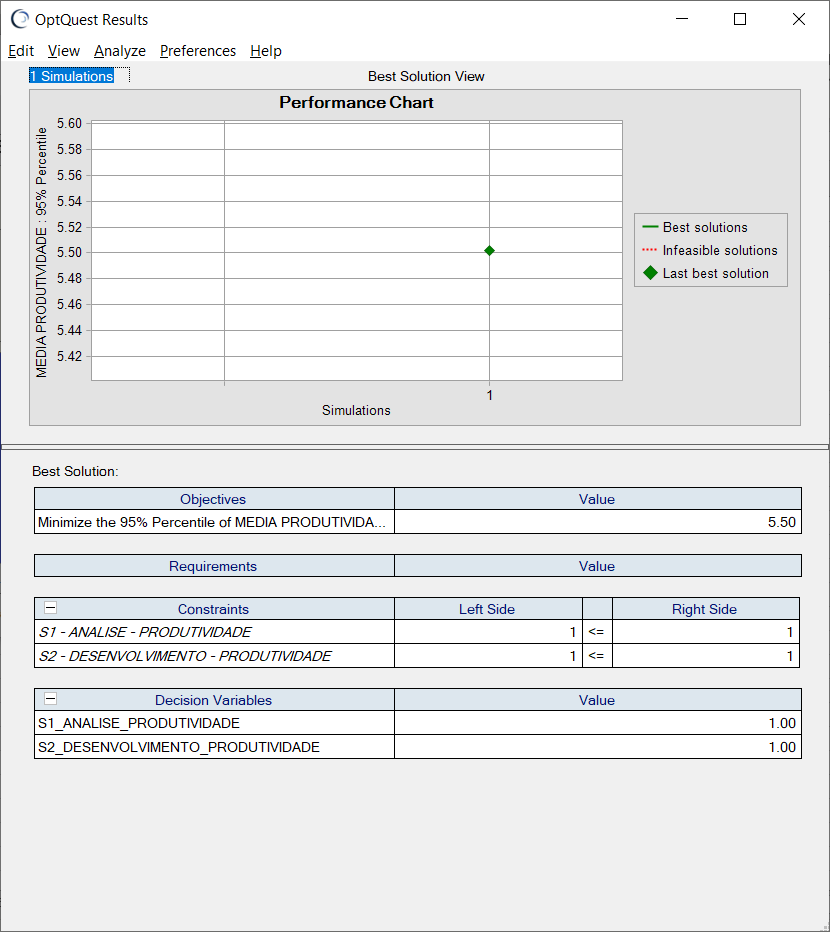 OptQuest Results
Edit View Analyze Preferences Help
1 Simulations Best Solution View
Performance Chart
MEDIA PRODUTIVIDADE : 95% Percentile
5.60
5.58
5.56
5.54
5.52
5.50
5.48
5.46
5.44
5.42
1
Simulations
Best solutions
Infeasible solutions
Last best solution
Best Solution:
Objectives Value
Minimize the 95% Percentile of MEDIA PRODUTIVIDA... 5.50
Requirements Value
Constraints Left Side Right Side
S1 - ANALISE - PRODUTIVIDADE 1 <= 1
S2 - DESENVOLVIMENTO - PRODUTIVIDADE 1 <= 1
Decision Variables Value
S1_ANALISE_PRODUTIVIDADE 1.00
S2_DESENVOLVIMENTO_PRODUTIVIDADE 1.00